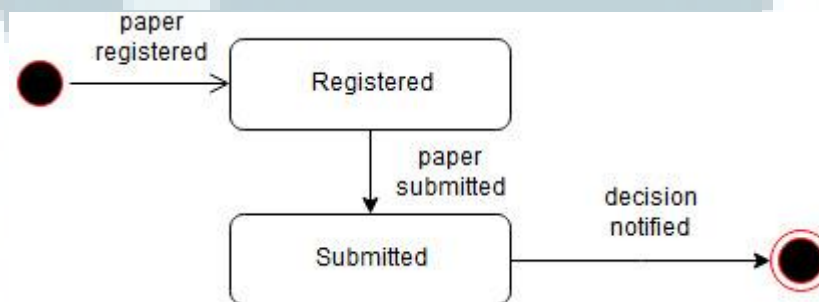 paper
registered
Registered
paper
submitted
decision
notified
Submitted